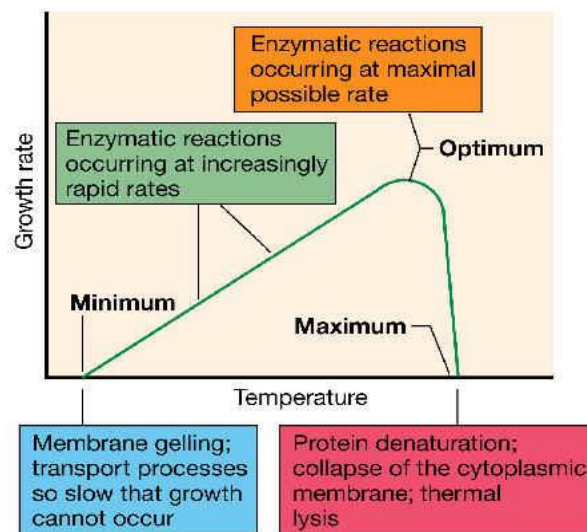 Enzymatic reactions
occurring at maximal
possible rate
Enzymatic reactions
occurring at increasingly
rapid rates
Optimum
Growth rate
Minimum
Maximum
Temperature
Membrane gelling;
transport processes
so slow that growth
cannot occur
Protein denaturation;
collapse of the cytoplasmic
membrane; thermal
lysis